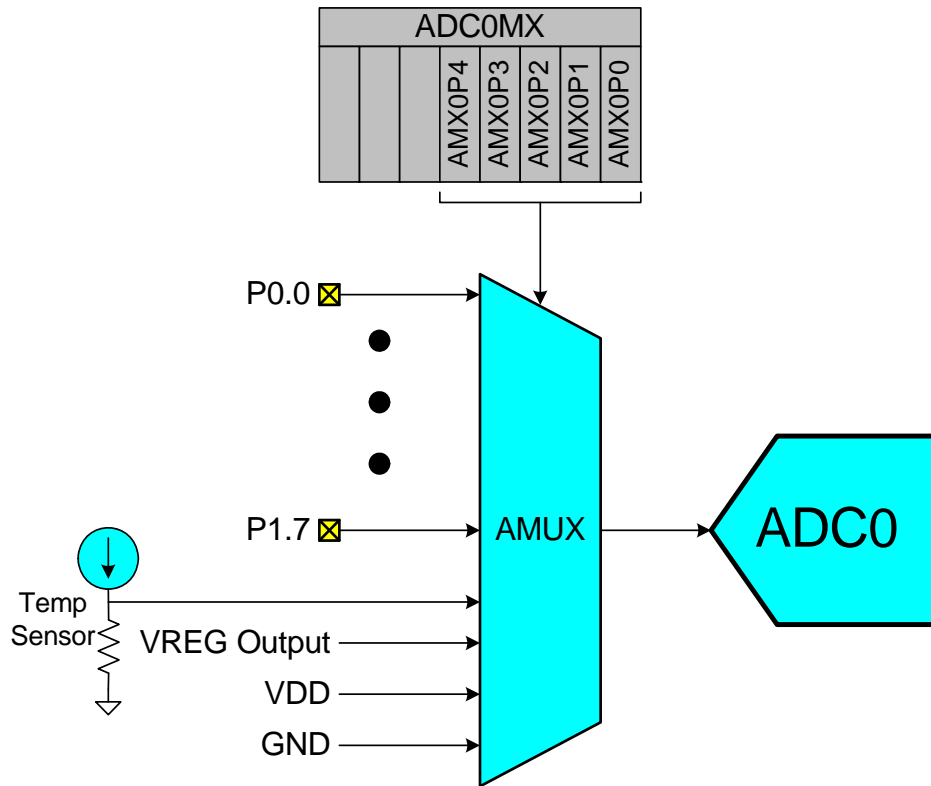 ADC0MX
AMX0P4
AMX0P3
AMX0P2
AMX0P1
AMX0P0
P0.0
P1.7
AMUX
ADC0
Temp
Sensor
VREG Output
VDD
GND